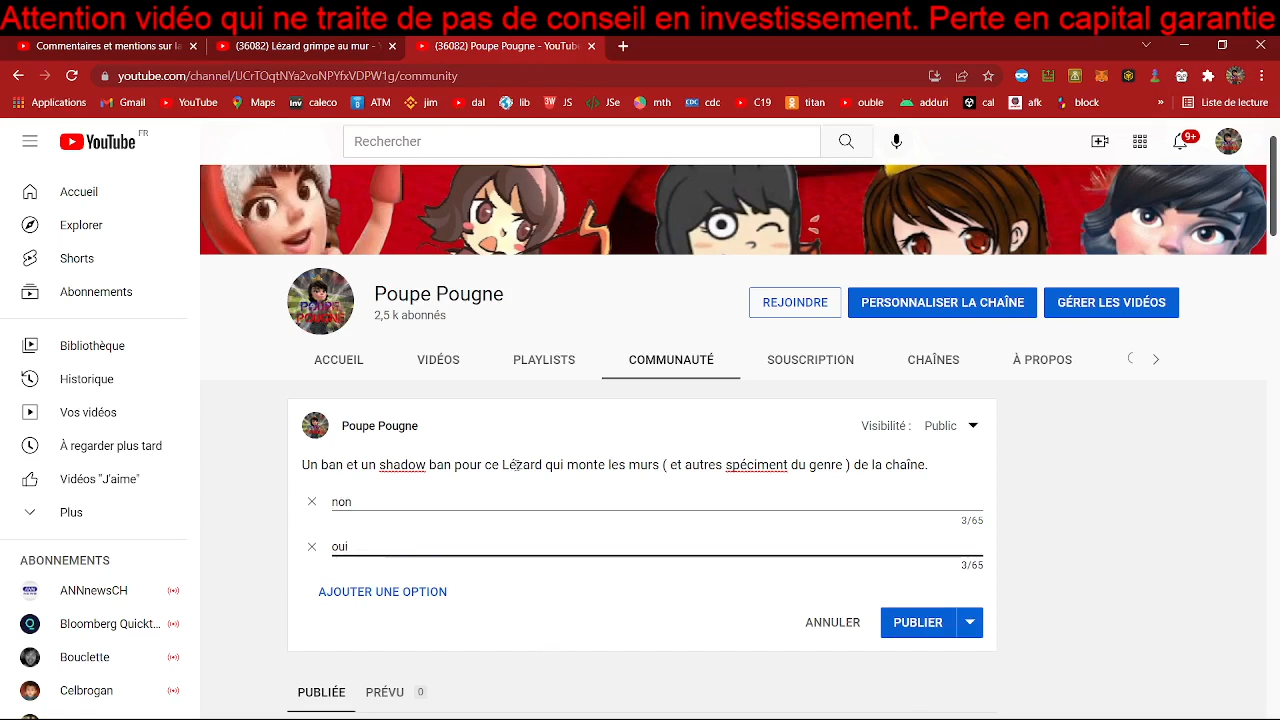 Attention vidéo qui ne traite de pas de conseil en investissement. Perte en capital garantie
Commentaires et mentions sur la
(36082) Lézard grimpe au mur -
(36082) Poupe Pougne - YouTube
youtube.com/channel/UCrTOqtNYa2voNPYfxVDPW1g/community
Applications Gmail YouTube Maps caleco ATM jim dal lib JS JSe mth cdc C19 titan ouble adduri cal afk block » Liste de lecture
YouTube FR
Rechercher
9+
Accueil
Explorer
Shorts
Abonnements
Bibliothèque
Historique
Vos vidéos
À regarder plus tard
Vidéos "J'aime"
Plus
ABONNEMENTS
ANNnewsCH
Bloomberg Quickt...
Bouclette
Celbrogan
POUPE
POUGNE
Poupe Pougne
2,5 k abonnés
REJOINDRE
PERSONNALISER LA CHAÎNE
GÉRER LES VIDÉOS
ACCUEIL VIDÉOS PLAYLISTS COMMUNAUTÉ SOUSCRIPTION CHAÎNES À PROPOS
Poupe Pougne
Visibilité : Public
Un ban et un shadow ban pour ce Lézard qui monte les murs ( et autres spéciment du genre ) de la chaîne.
non
3/65
oui
3/65
AJOUTER UNE OPTION
ANNULER
PUBLIER
PUBLIÉE
PRÉVU 0